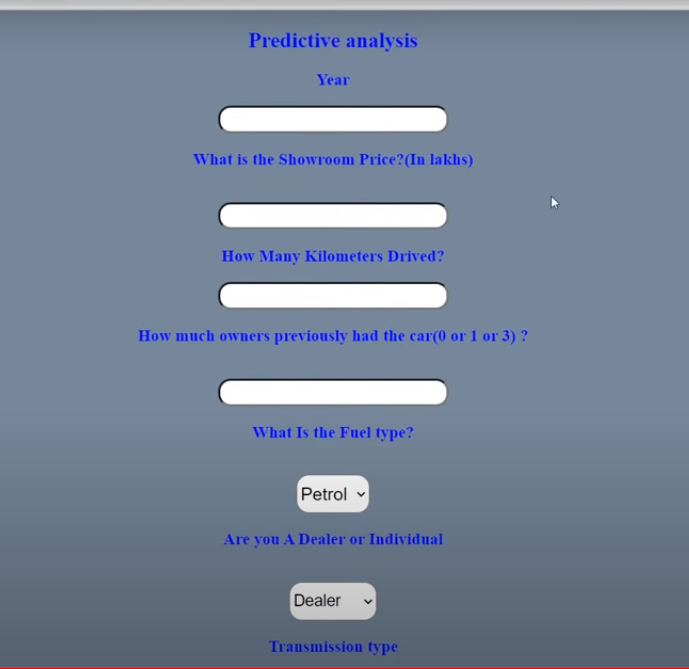 Predictive analysis
Year
What is the Showroom Price?(In lakhs)
How Many Kilometers Drived?
How much owners previously had the car(0 or 1 or 3) ?
What Is the Fuel type?
Petrol
Are you A Dealer or Individual
Dealer
Transmission type